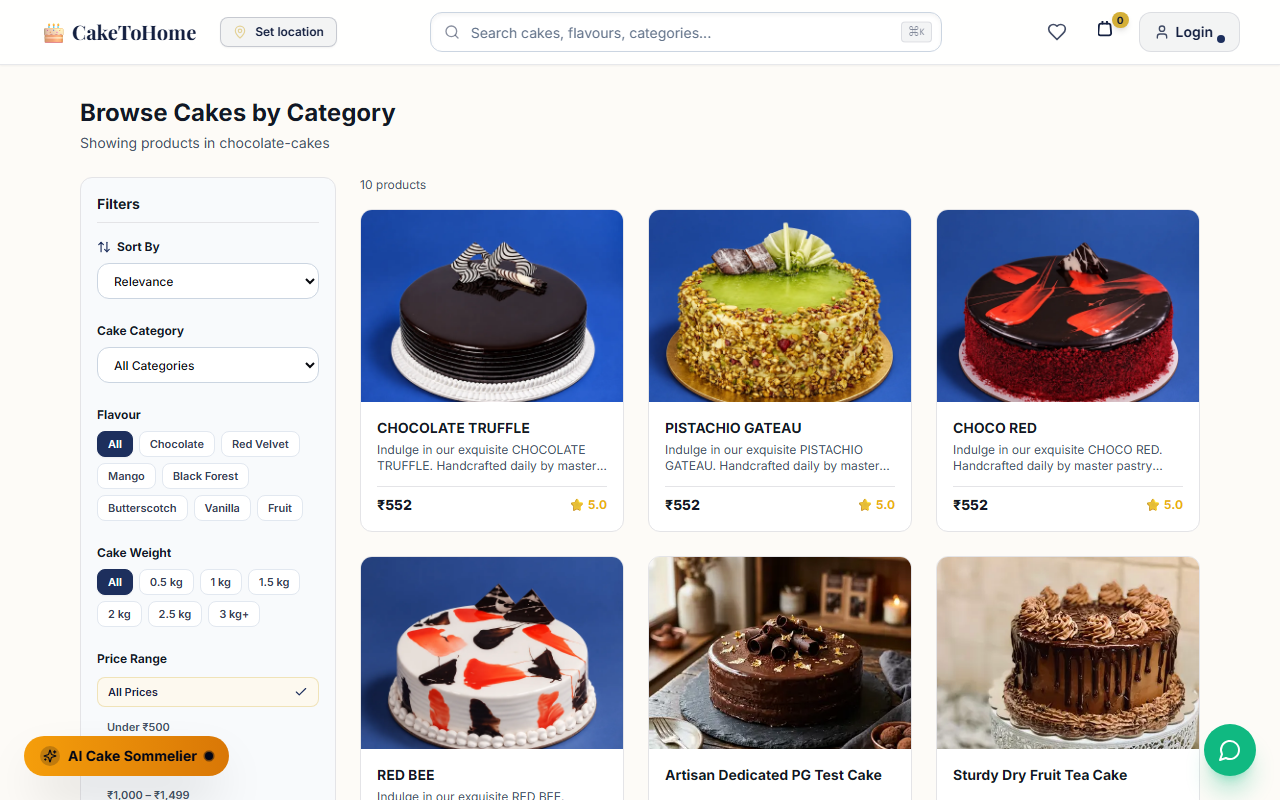 CakeToHome
Set location
Search cakes, flavours, categories...
⌘K
0
Login
Browse Cakes by Category
Showing products in chocolate-cakes
Filters
Sort By
Relevance
Cake Category
All Categories
Flavour
All
Chocolate
Red Velvet
Mango
Black Forest
Butterscotch
Vanilla
Fruit
Cake Weight
All
0.5 kg
1 kg
1.5 kg
2 kg
2.5 kg
3 kg+
Price Range
All Prices
Under ₹500
₹1,000 – ₹1,499
AI Cake Sommelier
10 products
CHOCOLATE TRUFFLE
Indulge in our exquisite CHOCOLATE
TRUFFLE. Handcrafted daily by master...
₹552
5.0
PISTACHIO GATEAU
Indulge in our exquisite PISTACHIO
GATEAU. Handcrafted daily by master...
₹552
5.0
CHOCO RED
Indulge in our exquisite CHOCO RED.
Handcrafted daily by master pastry...
₹552
5.0
RED BEE
Indulge in our exquisite RED BEE.
Artisan Dedicated PG Test Cake
Sturdy Dry Fruit Tea Cake